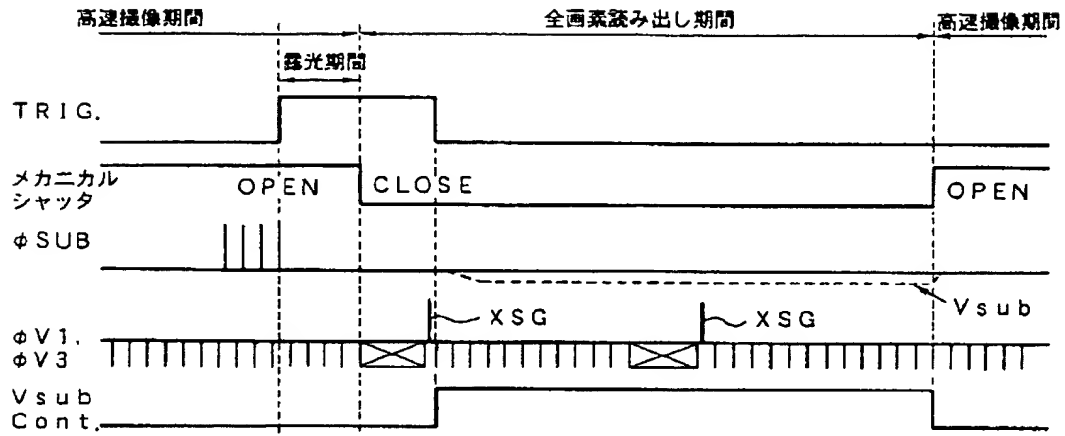 高速撮像期間 全画素読み出し期間 高速撮像期間
露光期間
TRIG.
メカニカル
シャッタ
OPEN CLOSE OPEN
φSUB
Vsub
XSG XSG
φV1,
φV3
Vsub
Cont.